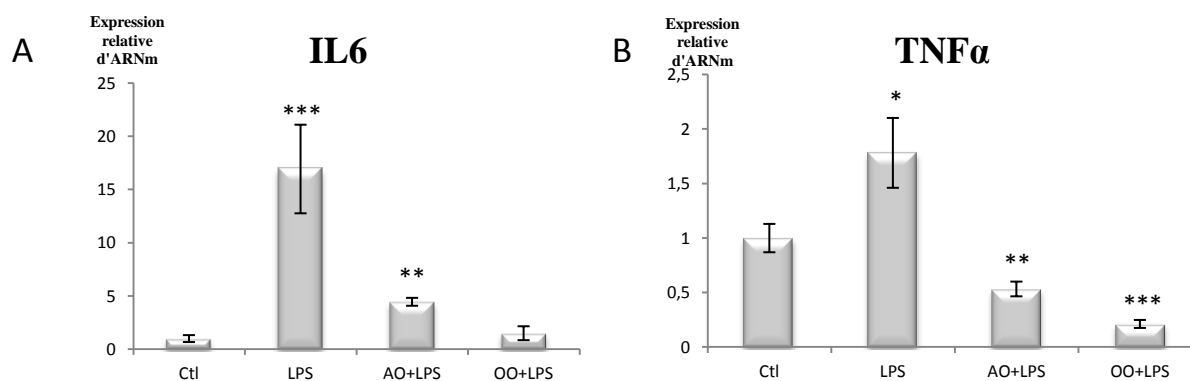 A
Expression
relative
d'ARNm
IL6
25
20
15
10
5
0
***
**
Ctl
LPS
AO+LPS
OO+LPS
B
Expression
relative
d'ARNm
TNFα
2,5
2
1,5
1
0,5
0
*
**
***
Ctl
LPS
AO+LPS
OO+LPS